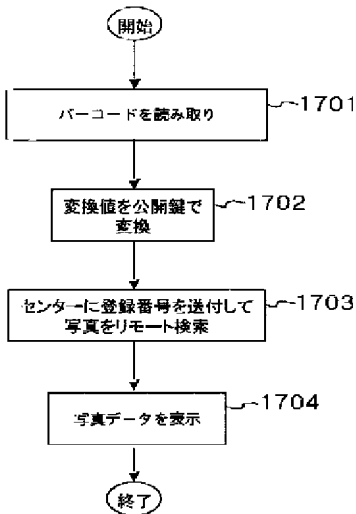 開始
バーコードを読み取り
1701
変換値を公開鍵で
変換
1702
センターに登録番号を送付して
写真をリモート検索
1703
写真データを表示
1704
終了